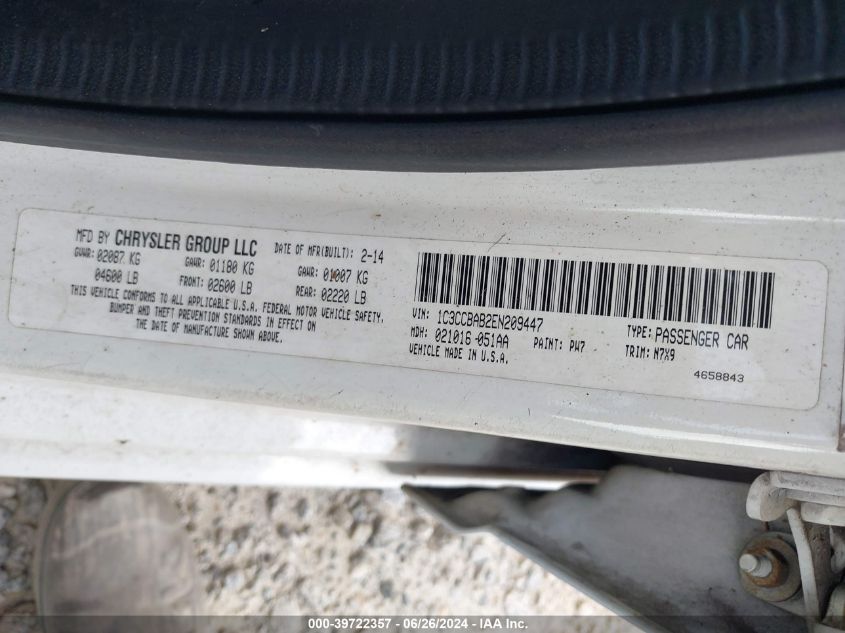 MFD BY CHRYSLER GROUP LLC DATE OF MFR(BUILT): 2-14
GVWR: 02087 KG GAWR: 01180 KG GAWR: 01007 KG
04600 LB FRONT: 02600 LB REAR: 02220 LB
THIS VEHICLE CONFORMS TO ALL APPLICABLE U.S.A. FEDERAL MOTOR VEHICLE SAFETY,
BUMPER AND THEFT PREVENTION STANDARDS IN EFFECT ON
THE DATE OF MANUFACTURE SHOWN ABOVE.
VIN: 1C3CCBAB2EN209447 TYPE: PASSENGER CAR
MDH: 021016 -051AA PAINT: PW7 TRIM: N7X9
VEHICLE MADE IN U.S.A.
4658843
000-39722357 - 06/26/2024 - IAA Inc.